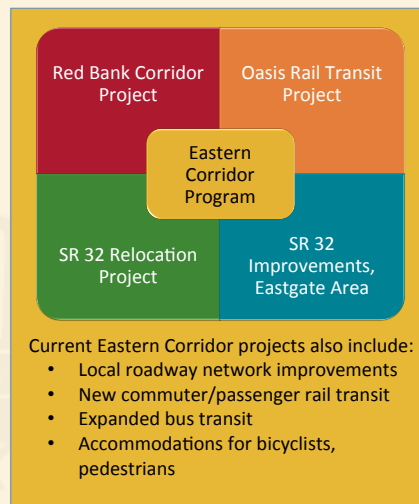 Red Bank Corridor
Project
Oasis Rail Transit
Project
Eastern
Corridor
Program
SR 32 Relocation
Project
SR 32
Improvements,
Eastgate Area
Current Eastern Corridor projects also include:
• Local roadway network improvements
• New commuter/passenger rail transit
• Expanded bus transit
• Accommodations for bicyclists,
pedestrians